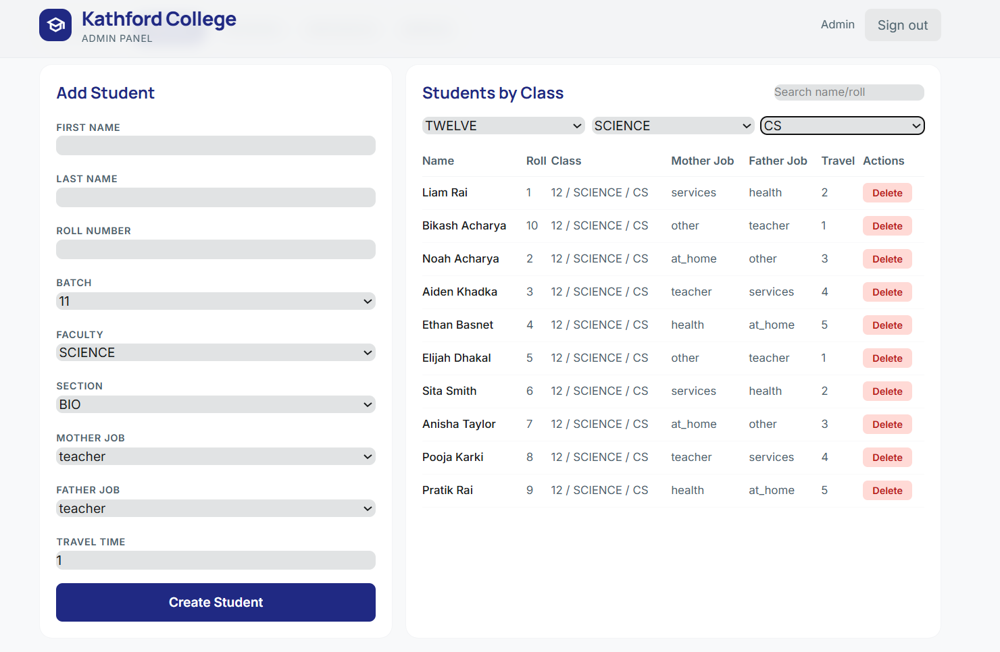 Kathford College
ADMIN PANEL
Admin
Sign out
Add Student
FIRST NAME
LAST NAME
ROLL NUMBER
BATCH
11
FACULTY
SCIENCE
SECTION
BIO
MOTHER JOB
teacher
FATHER JOB
teacher
TRAVEL TIME
1
Create Student
Students by Class
Search name/roll
TWELVE SCIENCE CS
Name Roll Class Mother Job Father Job Travel Actions
Liam Rai 1 12 / SCIENCE / CS services health 2 Delete
Bikash Acharya 10 12 / SCIENCE / CS other teacher 1 Delete
Noah Acharya 2 12 / SCIENCE / CS at_home other 3 Delete
Aiden Khadka 3 12 / SCIENCE / CS teacher services 4 Delete
Ethan Basnet 4 12 / SCIENCE / CS health at_home 5 Delete
Elijah Dhakal 5 12 / SCIENCE / CS other teacher 1 Delete
Sita Smith 6 12 / SCIENCE / CS services health 2 Delete
Anisha Taylor 7 12 / SCIENCE / CS at_home other 3 Delete
Pooja Karki 8 12 / SCIENCE / CS teacher services 4 Delete
Pratik Rai 9 12 / SCIENCE / CS health at_home 5 Delete